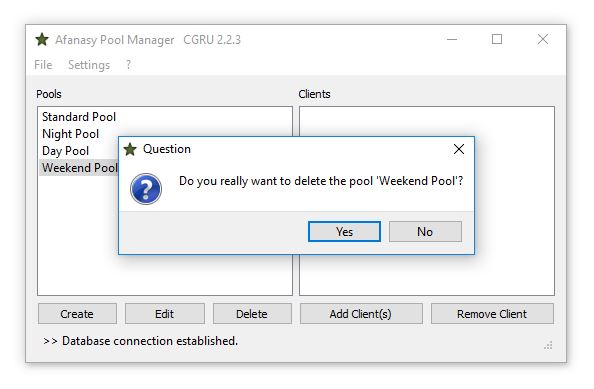 Afanasy Pool Manager CGRU 2.2.3
File Settings ?
Pools Clients
Standard Pool
Night Pool
Day Pool
Weekend Pool
Question
Do you really want to delete the pool 'Weekend Pool'?
Yes No
Create Edit Delete Add Client(s) Remove Client
>> Database connection established.